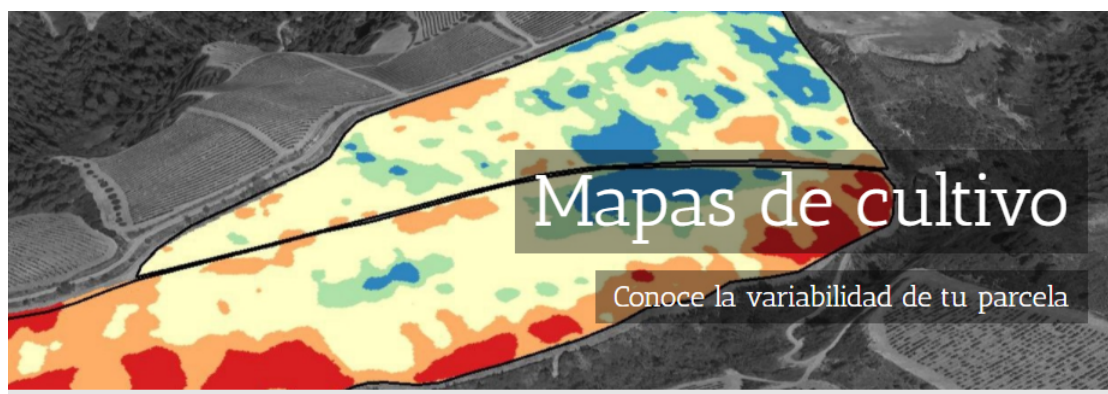 Mapas de cultivo
Conoce la variabilidad de tu parcela